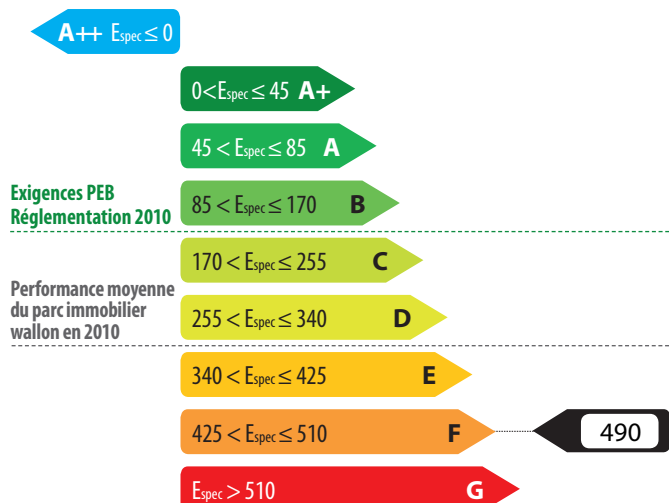 A++ Espec ≤ 0
0<Espec ≤ 45 A+
45 < Espec ≤ 85 A
Exigences PEB
Réglementation 2010
85 < Espec ≤ 170 B
170 < Espec ≤ 255 C
Performance moyenne
du parc immobilier
wallon en 2010
255 < Espec ≤ 340 D
340 < Espec ≤ 425 E
425 < Espec ≤ 510 F
490
Espec > 510 G